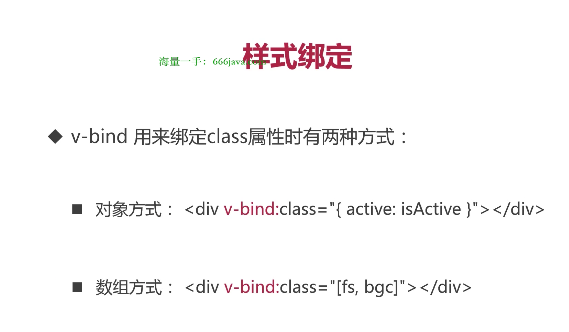 样式绑定
海量一手：666java
◆ v-bind 用来绑定class属性时有两种方式：
■ 对象方式： <div v-bind:class="{ active: isActive }"></div>
■ 数组方式： <div v-bind:class="[fs, bgc]"></div>